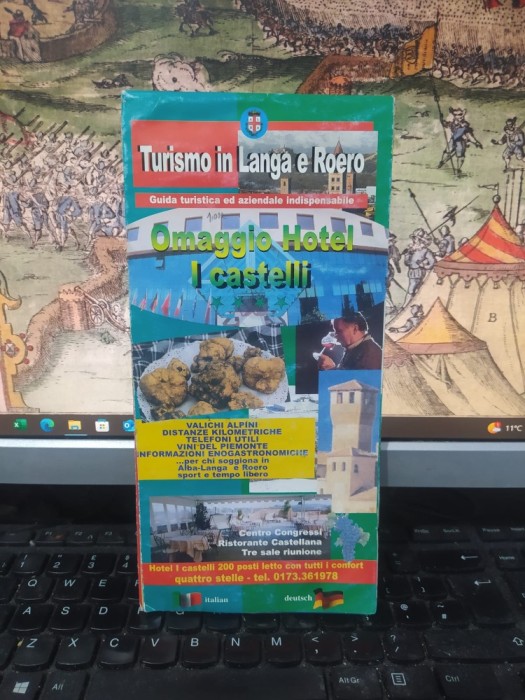 Turismo in Langa e Roero
Guida turistica ed aziendale indispensabile
Omaggio Hotel
I castelli
VALICHI ALPINI
DISTANZE KILOMETRICHE
TELEFONI UTILI
VINI DEL PIEMONTE
INFORMAZIONI ENOGASTRONOMICHE
...per chi soggiona in
Alba-Langa e Roero
sport e tempo libero
Centro Congressi
Ristorante Castellana
Tre sale riunione
Hotel I castelli 200 posti letto con tutti i confort
quattro stelle - tel. 0173.361978
italian deutsch
B
11°C
Q W E R T Y U I O P
A S D
Z X C V B N M
Alt
Alt Gr
Ctrl